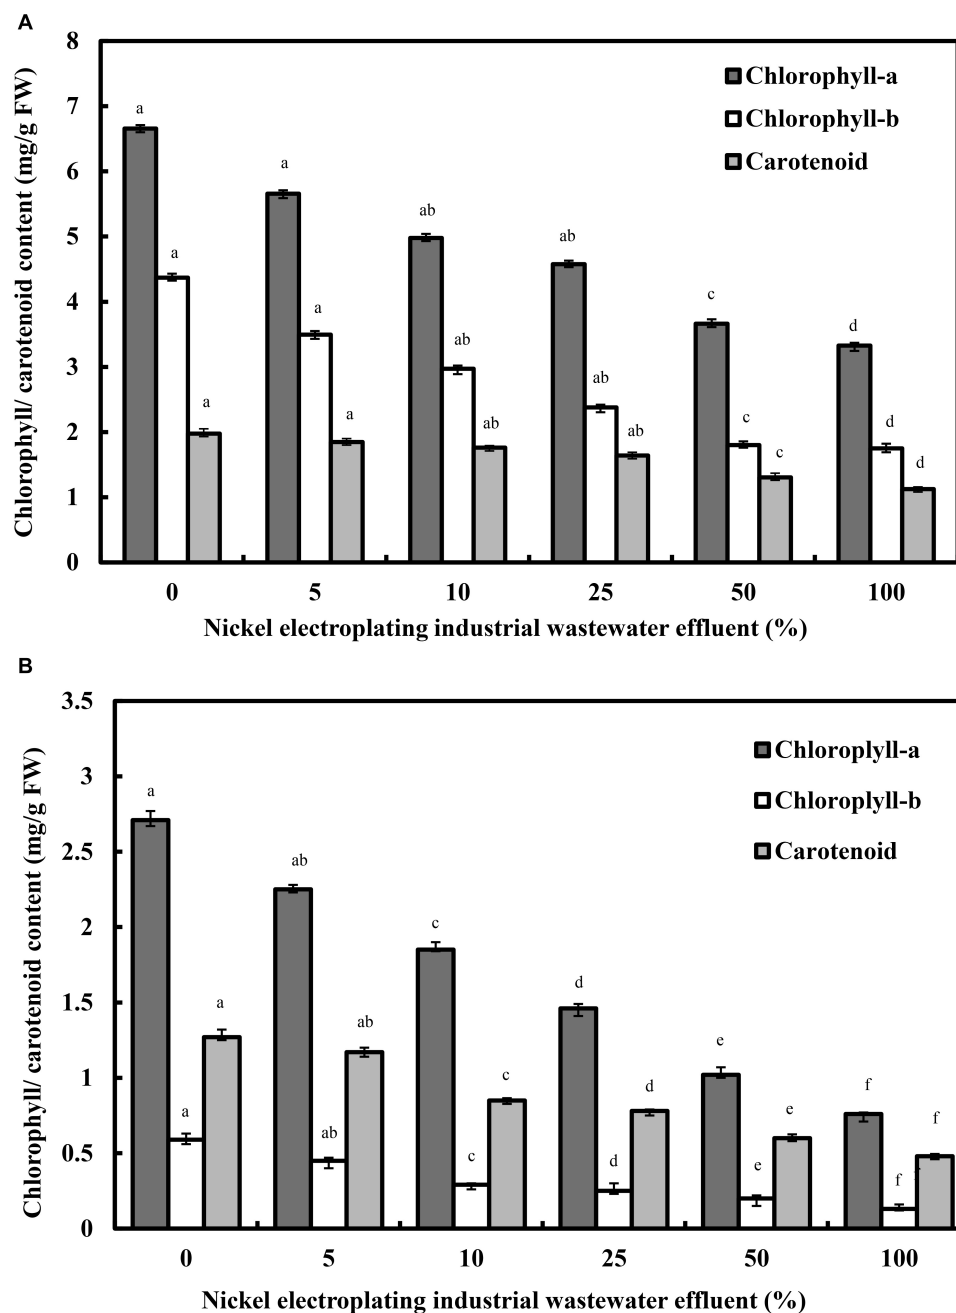 A
Chlorophyll/ carotenoid content (mg/g FW)
8
7
6
5
4
3
2
1
0
Chlorophyll-a
Chlorophyll-b
Carotenoid
a
a
a
a
a
a
ab
ab
ab
ab
ab
ab
c
c
c
d
d
d
0 5 10 25 50 100
Nickel electroplating industrial wastewater effluent (%)
B
Chlorophyll/ carotenoid content (mg/g FW)
3.5
3
2.5
2
1.5
1
0.5
0
Chloroplyll-a
Chloroplyll-b
Carotenoid
a
a
a
ab
ab
ab
c
c
c
d
d
d
e
e
e
f
f
f
0 5 10 25 50 100
Nickel electroplating industrial wastewater effluent (%)